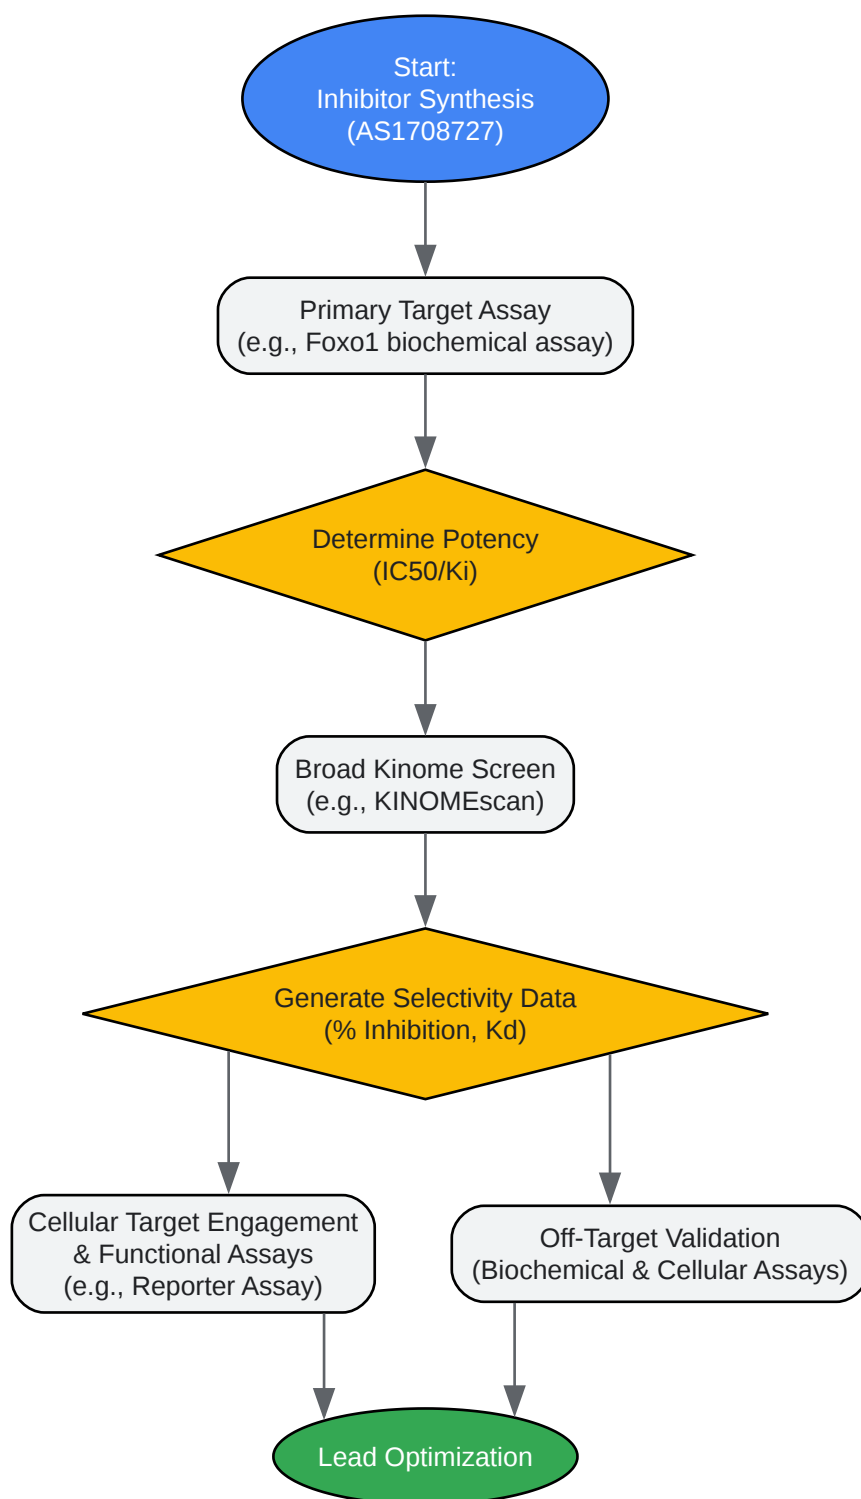 Start:
Inhibitor Synthesis
(AS1708727)
Primary Target Assay
(e.g., Foxo1 biochemical assay)
Determine Potency
(IC50/Ki)
Broad Kinome Screen
(e.g., KINOMEscan)
Generate Selectivity Data
(% Inhibition, Kd)
Cellular Target Engagement
& Functional Assays
(e.g., Reporter Assay)
Off-Target Validation
(Biochemical & Cellular Assays)
Lead Optimization